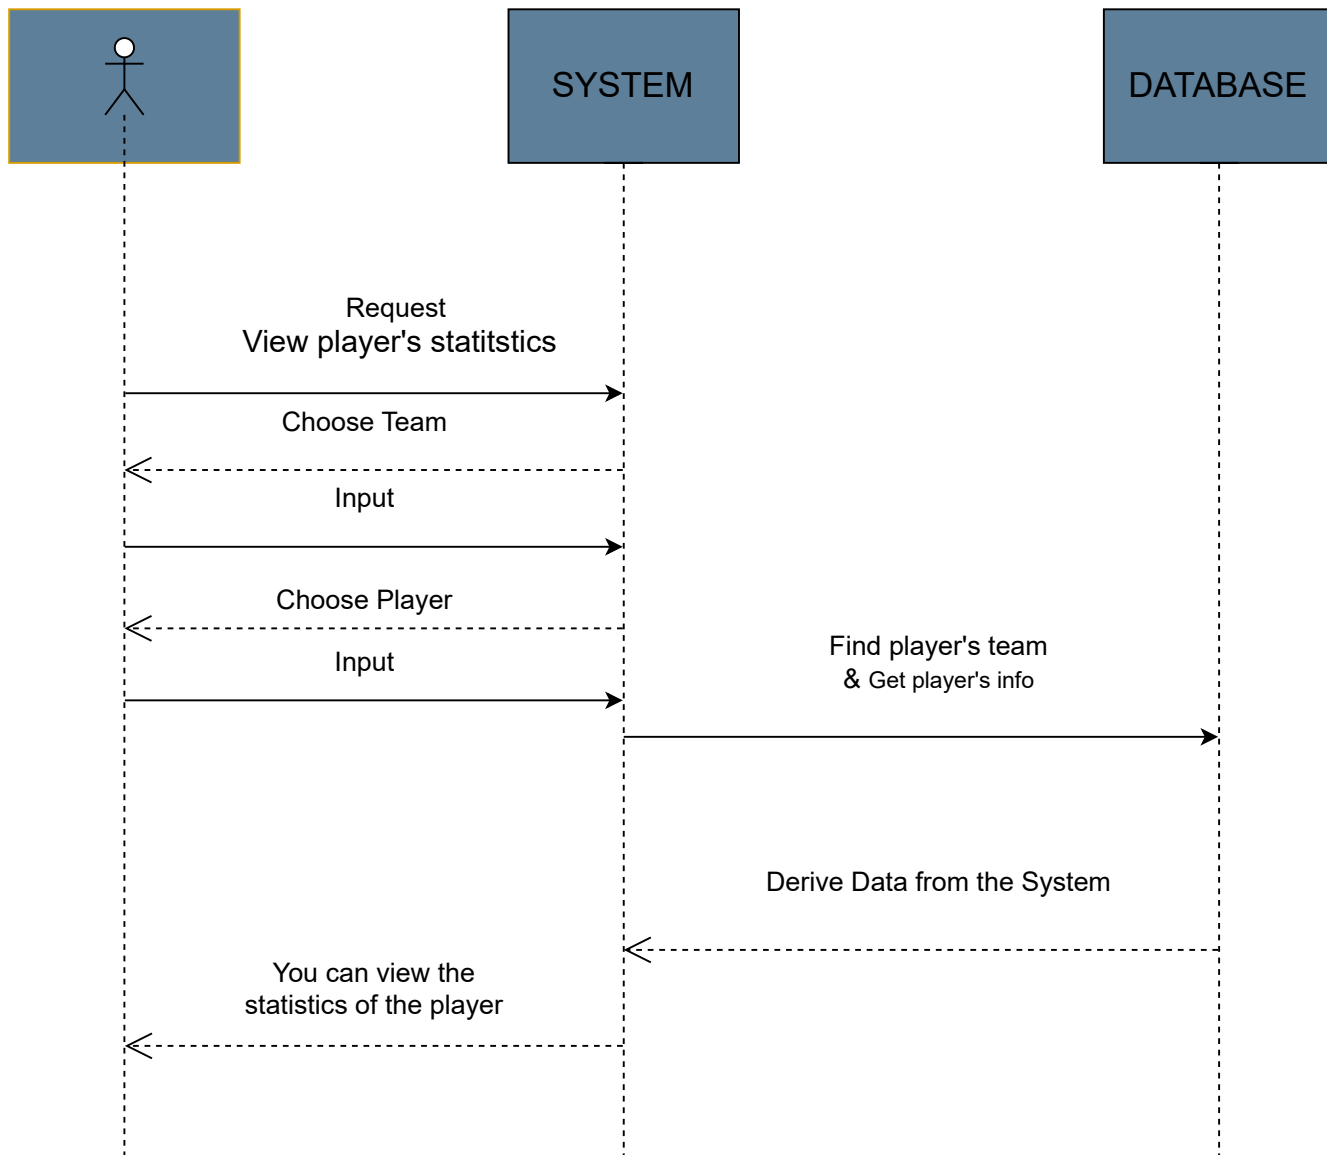 SYSTEM
DATABASE
Request
View player's statitstics
Choose Team
Input
Choose Player
Input
Find player's team
& Get player's info
Derive Data from the System
You can view the
statistics of the player